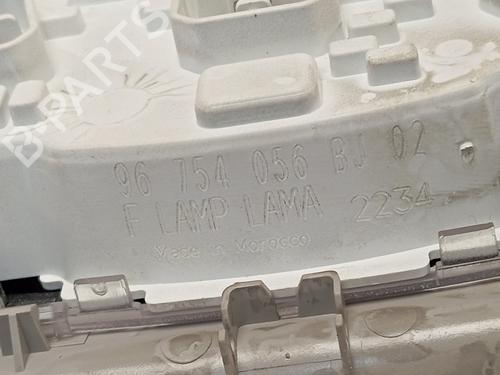 B-PARTS
96 754 056 BJ 02
F LAMP LAMA 2234
Made in Morocco